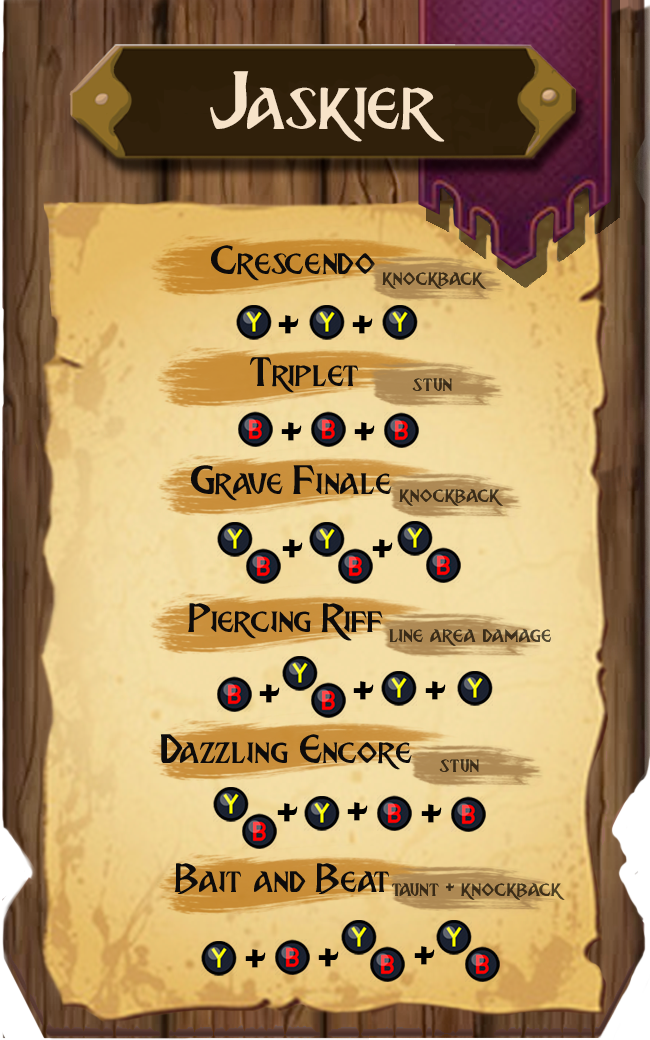 JASKIER
CRESCENDO KNOCKBACK
Y + Y + Y
TRIPLET STUN
B + B + B
GRAVE FINALE KNOCKBACK
Y B + Y B + Y B
PIERCING RIFF LINE AREA DAMAGE
B + Y B + Y + Y
DAZZLING ENCORE STUN
Y B + Y + B + B
BAIT AND BEAT TAUNT + KNOCKBACK
Y + B + Y B + Y B